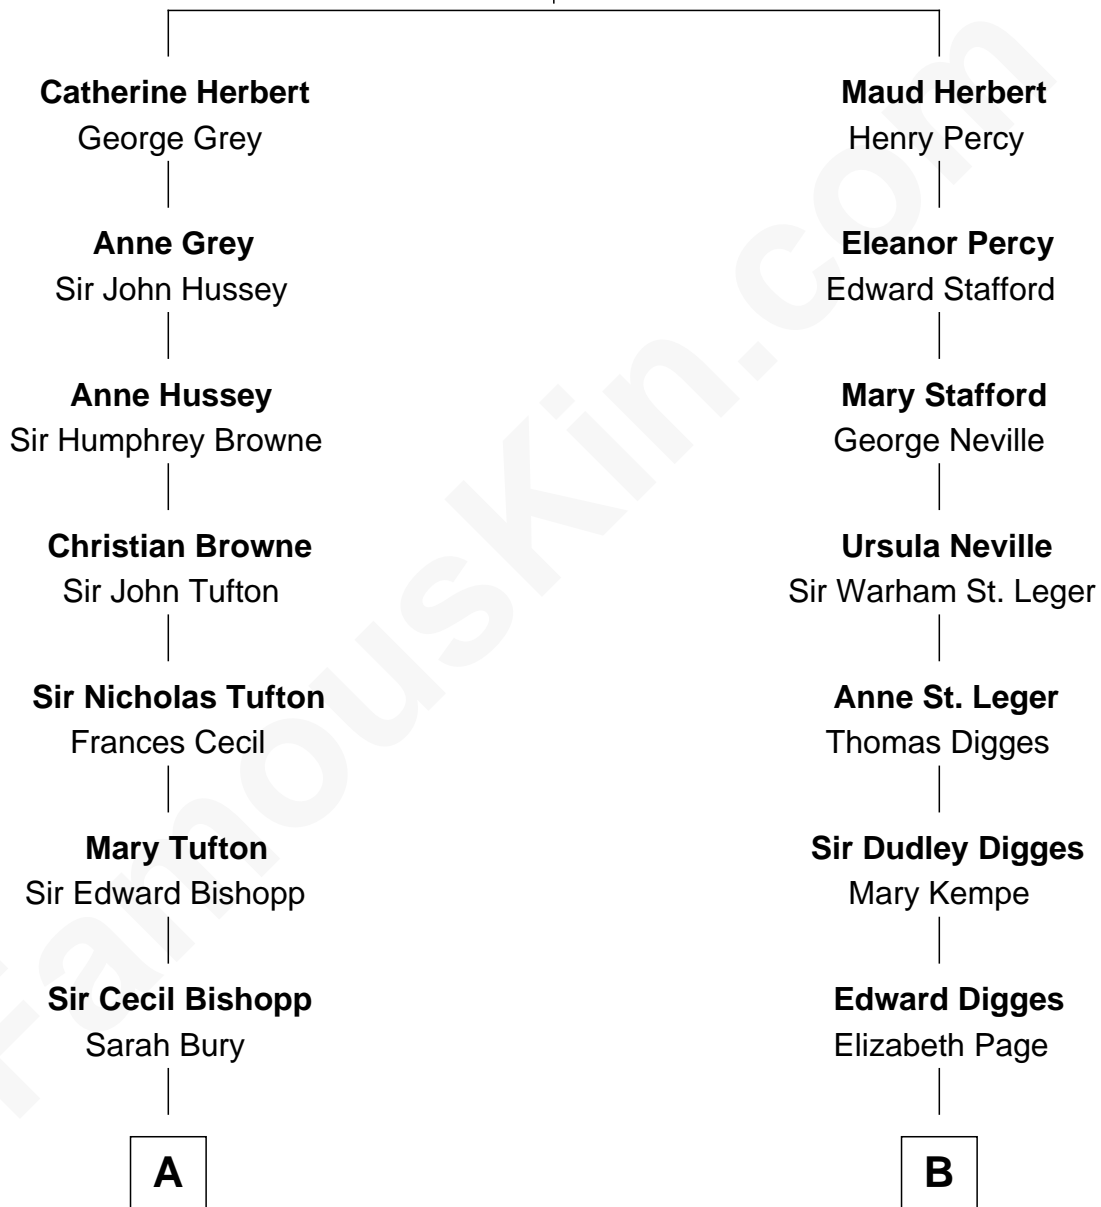 Catherine Herbert
George Grey
Anne Grey
Sir John Hussey
Anne Hussey
Sir Humphrey Browne
Christian Browne
Sir John Tufton
Sir Nicholas Tufton
Frances Cecil
Mary Tufton
Sir Edward Bishopp
Sir Cecil Bishopp
Sarah Bury
A
Maud Herbert
Henry Percy
Eleanor Percy
Edward Stafford
Mary Stafford
George Neville
Ursula Neville
Sir Warham St. Leger
Anne St. Leger
Thomas Digges
Sir Dudley Digges
Mary Kempe
Edward Digges
Elizabeth Page
B
FamousKin.com